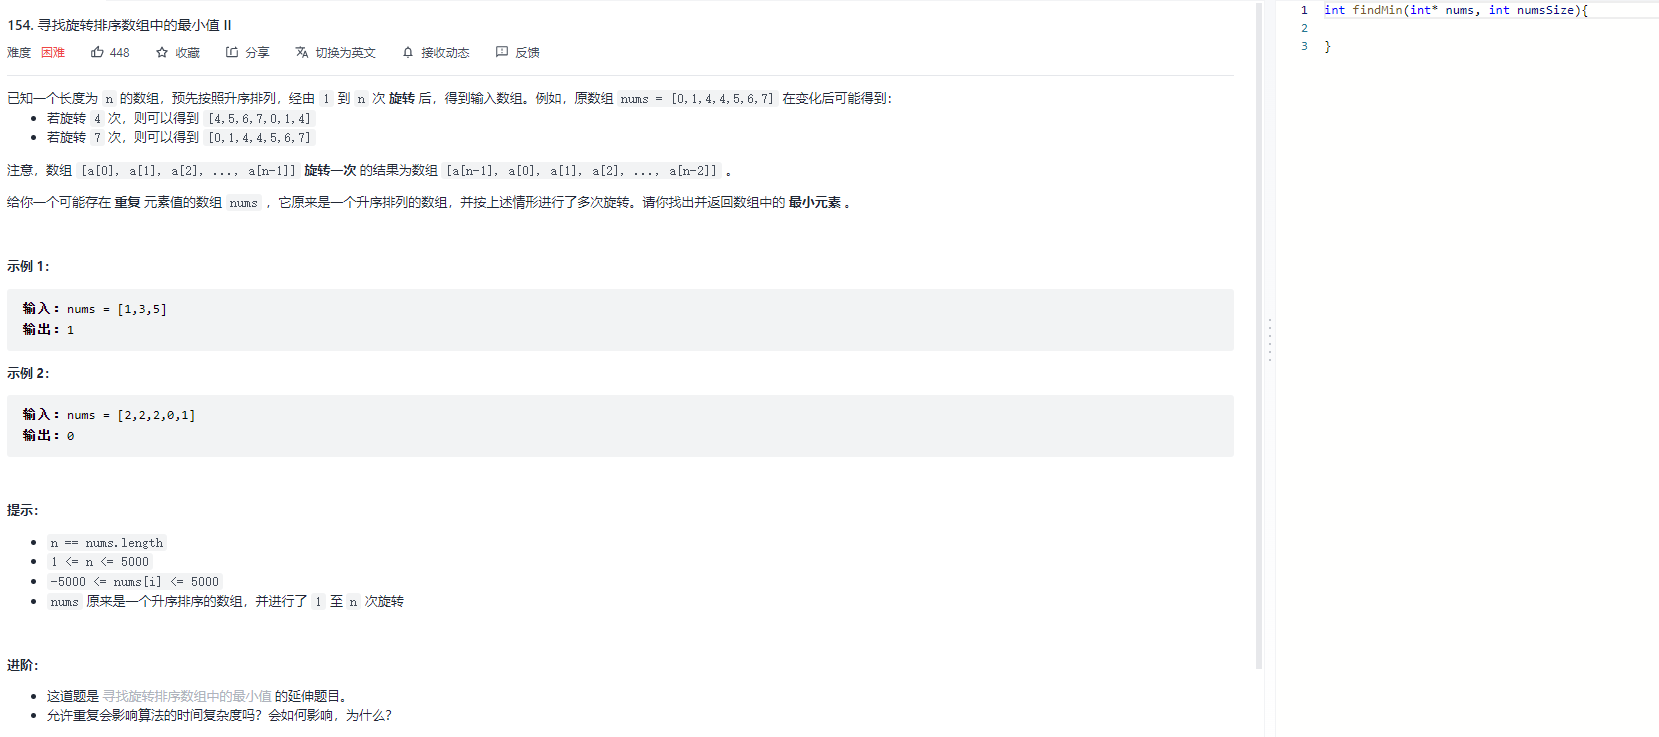 154. 寻找旋转排序数组中的最小值 II
难度 困难 448 收藏 分享 切换为英文 接收动态 反馈
已知一个长度为 n 的数组，预先按照升序排列，经由 1 到 n 次 旋转 后，得到输入数组。例如，原数组 nums = [0,1,4,4,5,6,7] 在变化后可能得到：
若旋转 4 次，则可以得到 [4,5,6,7,0,1,4]
若旋转 7 次，则可以得到 [0,1,4,4,5,6,7]
注意，数组 [a[0], a[1], a[2], ..., a[n-1]] 旋转一次 的结果为数组 [a[n-1], a[0], a[1], a[2], ..., a[n-2]] 。
给你一个可能存在 重复 元素值的数组 nums ，它原来是一个升序排列的数组，并按上述情形进行了多次旋转。请你找出并返回数组中的 最小元素 。
示例 1：
输入：nums = [1,3,5]
输出：1
示例 2：
输入：nums = [2,2,2,0,1]
输出：0
提示：
n == nums.length
1 <= n <= 5000
-5000 <= nums[i] <= 5000
nums 原来是一个升序排序的数组，并进行了 1 至 n 次旋转
进阶：
这道题是 寻找旋转排序数组中的最小值 的延伸题目。
允许重复会影响算法的时间复杂度吗？会如何影响，为什么？
1 int findMin(int* nums, int numsSize){
2
3 }